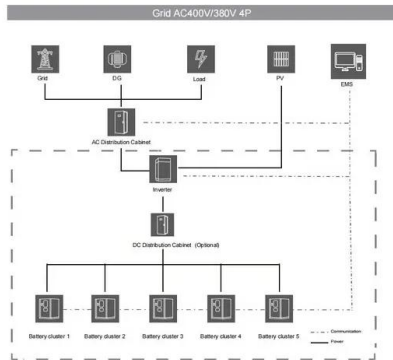 Grid AC400V/380V 4P
Grid
DG
Load
PV
EMS
AC Distribution Cabinet
Inverter
DC Distribution Cabinet (Optional)
Battery cluster 1
Battery cluster 2
Battery cluster 3
Battery cluster 4
Battery cluster 5
Communication
Power